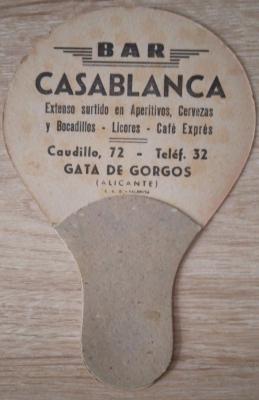 BAR
CASABLANCA
Extenso surtido en Aperitivos, Cervezas
y Bocadillos - Licores - Café Exprés
Caudillo, 72 - Teléf. 32
GATA DE GORGOS
(ALICANTE)